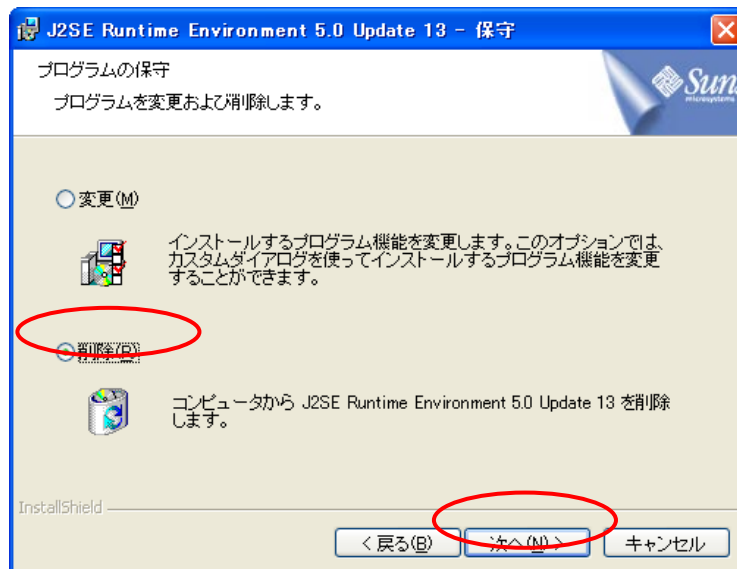 J2SE Runtime Environment 5.0 Update 13 - 保守
プログラムの保守
プログラムを変更および削除します。
Sun
microsystems
変更(M)
インストールするプログラム機能を変更します。このオプションでは、
カスタムダイアログを使ってインストールするプログラム機能を変更
することができます。
削除(R)
コンピュータから J2SE Runtime Environment 5.0 Update 13 を削除
します。
InstallShield
< 戻る(B)
次へ(N) >
キャンセル